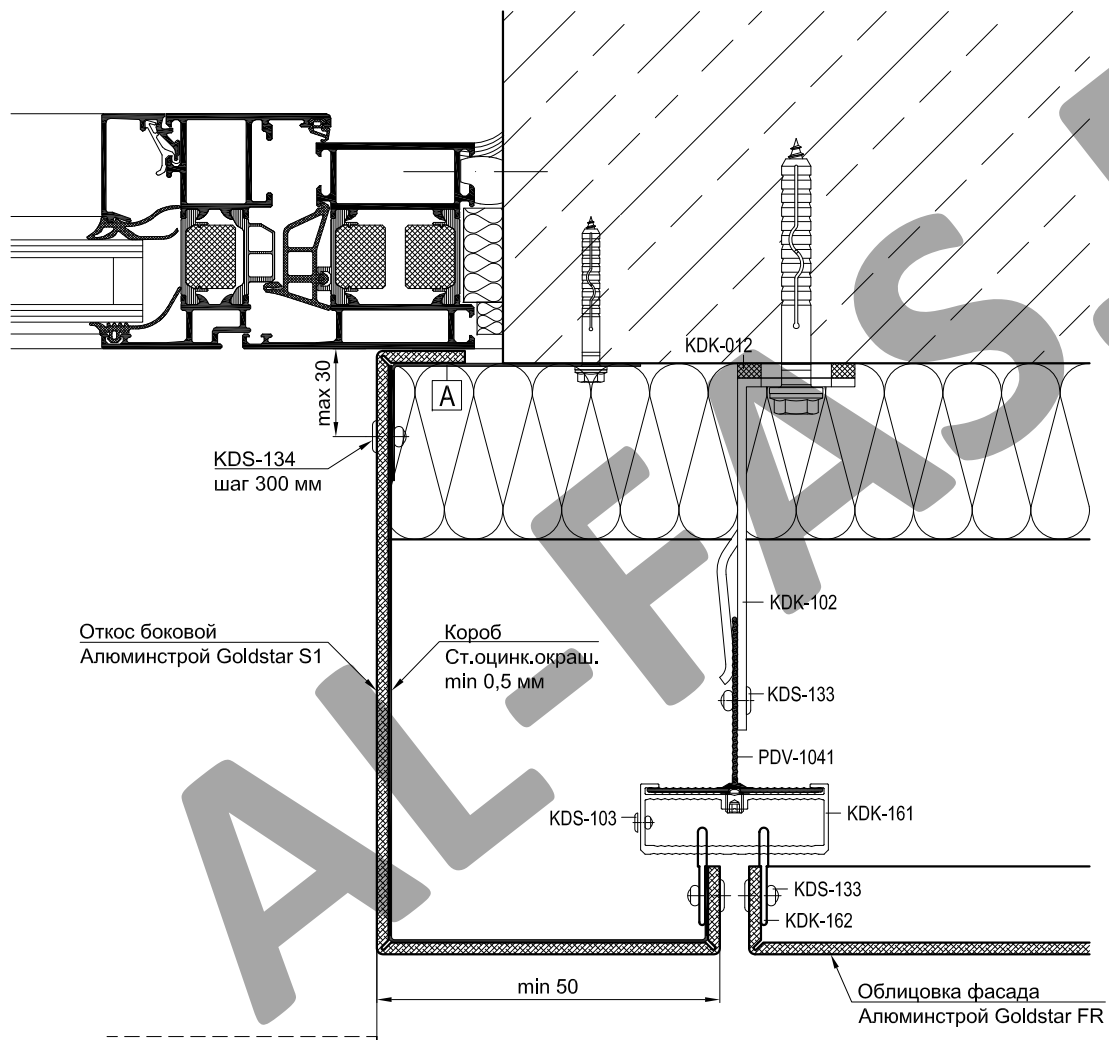 KDK-012
A
max 30
KDS-134
шаг 300 мм
Откос боковой
Алюминстрой Goldstar S1
Короб
Ст.оцинк.окраш.
min 0,5 мм
KDK-102
KDS-133
PDV-1041
KDS-103
KDK-161
KDS-133
KDK-162
min 50
Облицовка фасада
Алюминстрой Goldstar FR